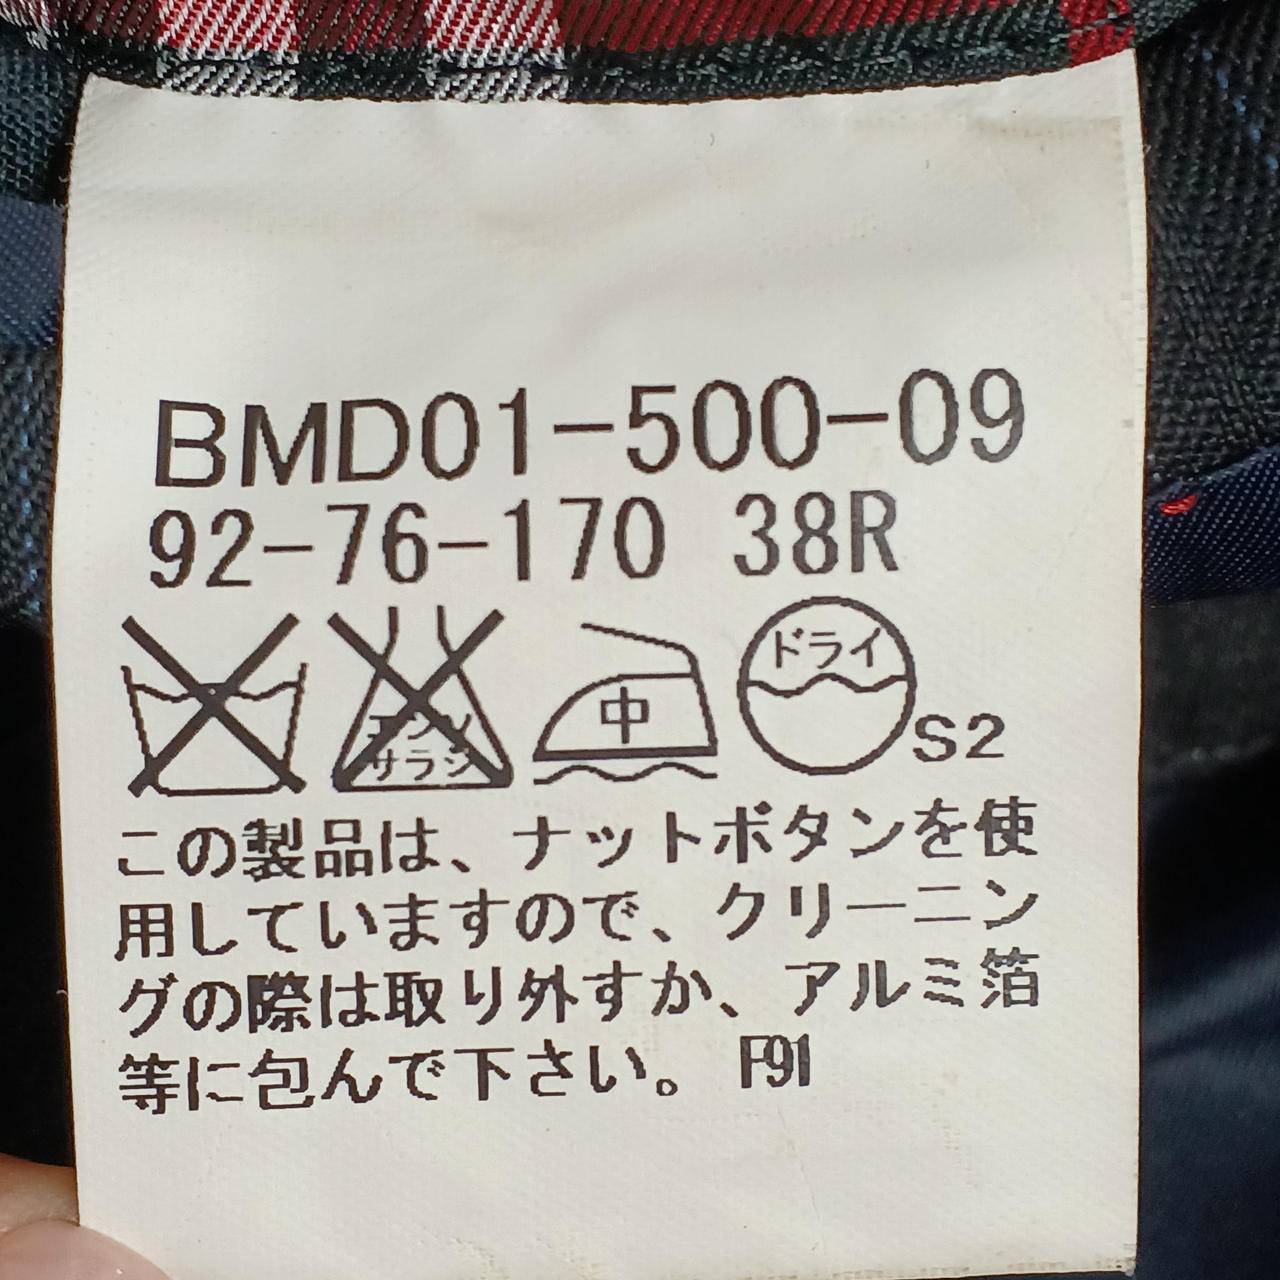 BMD01-500-09
92-76-170 38R
エンソ
サラシ
中
ドライ
S2
この製品は、ナットボタンを使
用していますので、クリーニン
グの際は取り外すか、アルミ箔
等に包んで下さい。 F91